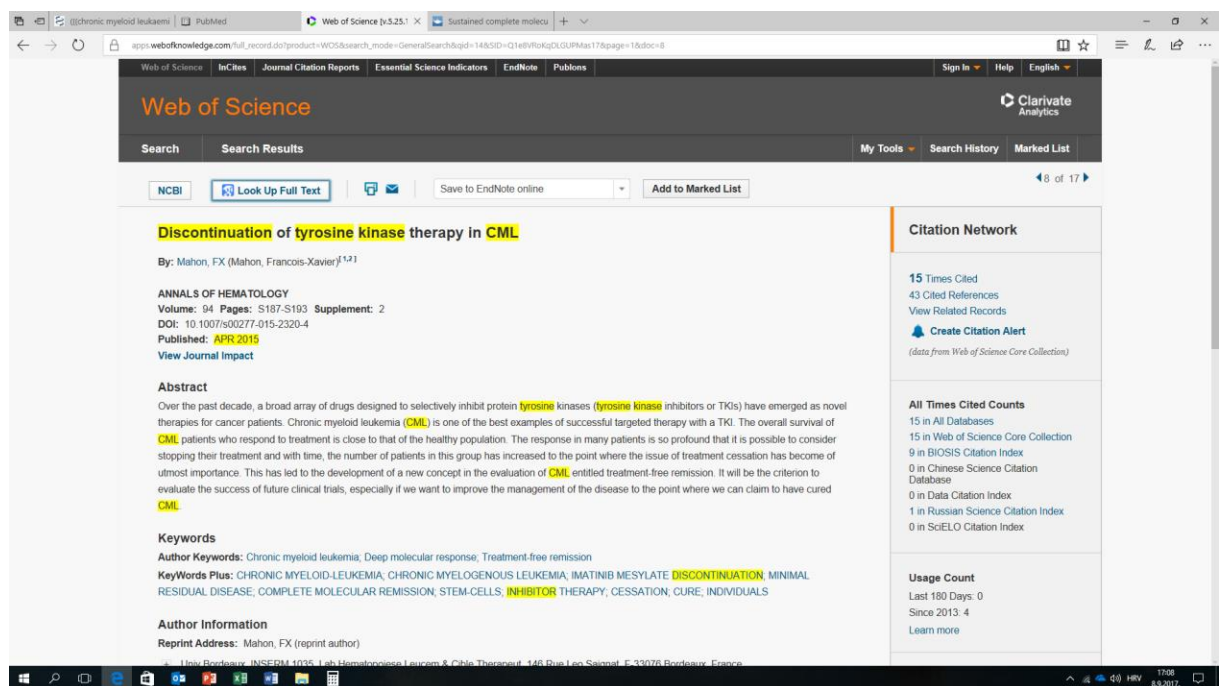 (((chronic myeloid leukaemi
PubMed
Web of Science [v.5.25.1
Sustained complete molecu
apps.webofknowledge.com/full_record.do?product=WOS&search_mode=GeneralSearch&qid=14&SID=
Web of Science InCites Journal Citation Reports Essential Science Indicators EndNote Publons Sign In Help English
Web of Science
Clarivate
Analytics
Search Search Results My Tools Search History Marked List
NCBI Look Up Full Text Save to EndNote online Add to Marked List 8 of 17
Discontinuation of tyrosine kinase therapy in CML
By: Mahon, FX (Mahon, Francois-Xavier)[1,2]
ANNALS OF HEMATOLOGY
Volume: 94 Pages: S187-S193 Supplement: 2
DOI: 10.1007/s00277-015-2320-4
Published: APR 2015
View Journal Impact
Abstract
Over the past decade, a broad array of drugs designed to selectively inhibit protein tyrosine kinases (tyrosine kinase inhibitors or TKIs) have emerged as novel
therapies for cancer patients. Chronic myeloid leukemia (CML) is one of the best examples of successful targeted therapy with a TKI. The overall survival of
CML patients who respond to treatment is close to that of the healthy population. The response in many patients is so profound that it is possible to consider
stopping their treatment and with time, the number of patients in this group has increased to the point where the issue of treatment cessation has become of
utmost importance. This has led to the development of a new concept in the evaluation of CML entitled treatment-free remission. It will be the criterion to
evaluate the success of future clinical trials, especially if we want to improve the management of the disease to the point where we can claim to have cured
CML.
Keywords
Author Keywords: Chronic myeloid leukemia; Deep molecular response; Treatment-free remission
KeyWords Plus: CHRONIC MYELOID-LEUKEMIA; CHRONIC MYELOGENOUS LEUKEMIA; IMATINIB MESYLATE DISCONTINUATION; MINIMAL
RESIDUAL DISEASE; COMPLETE MOLECULAR REMISSION; STEM-CELLS; INHIBITOR THERAPY; CESSATION; CURE; INDIVIDUALS
Author Information
Reprint Address: Mahon, FX (reprint author)
+ Univ Bordeaux, INSERM 1035, Lab Hematopoiese Leucem & Cible Therapeut, 146 Rue Leo Saignat, F-33076 Bordeaux, France
Citation Network
15 Times Cited
43 Cited References
View Related Records
Create Citation Alert
(data from Web of Science Core Collection)
All Times Cited Counts
15 in All Databases
15 in Web of Science Core Collection
9 in BIOSIS Citation Index
0 in Chinese Science Citation
Database
0 in Data Citation Index
1 in Russian Science Citation Index
0 in SciELO Citation Index
Usage Count
Last 180 Days: 0
Since 2013: 4
Learn more
HRV
17:08
8.9.2017.